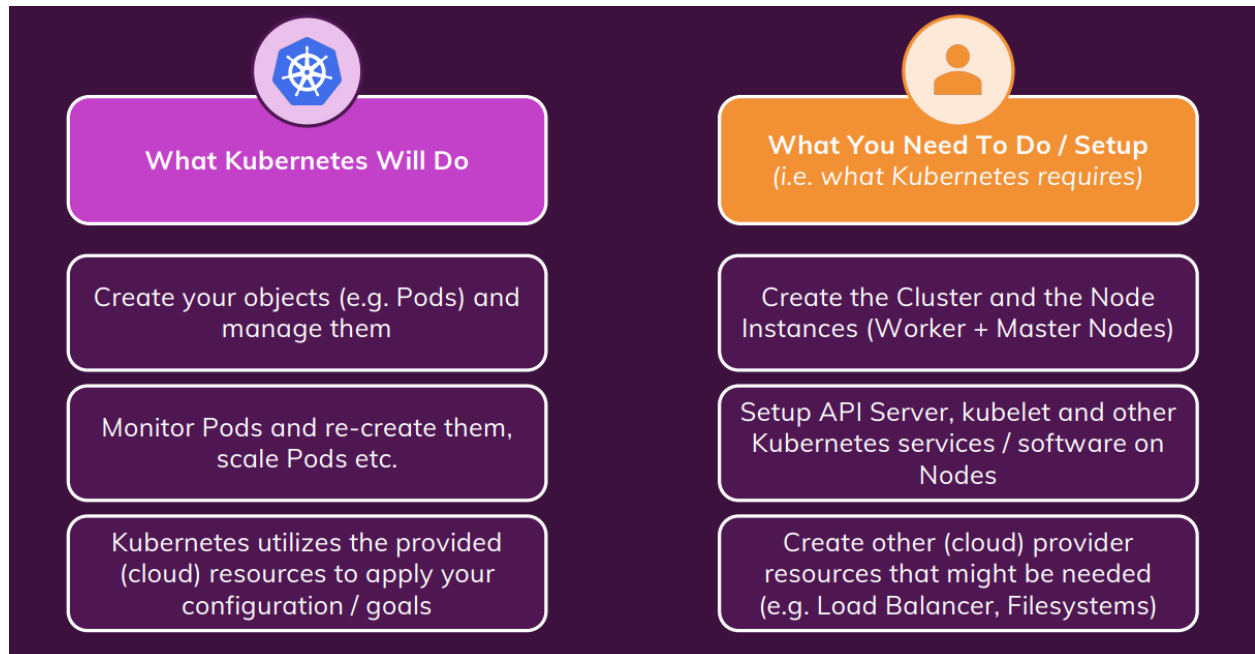 What Kubernetes Will Do
Create your objects (e.g. Pods) and
manage them
Monitor Pods and re-create them,
scale Pods etc.
Kubernetes utilizes the provided
(cloud) resources to apply your
configuration / goals
What You Need To Do / Setup
(i.e. what Kubernetes requires)
Create the Cluster and the Node
Instances (Worker + Master Nodes)
Setup API Server, kubelet and other
Kubernetes services / software on
Nodes
Create other (cloud) provider
resources that might be needed
(e.g. Load Balancer, Filesystems)